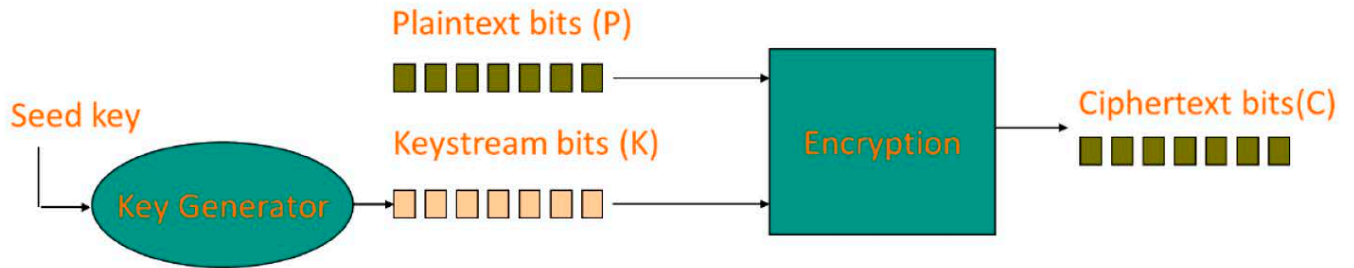 Plaintext bits (P)
Seed key
Ciphertext bits(C)
Keystream bits (K)
Encryption
Key Generator